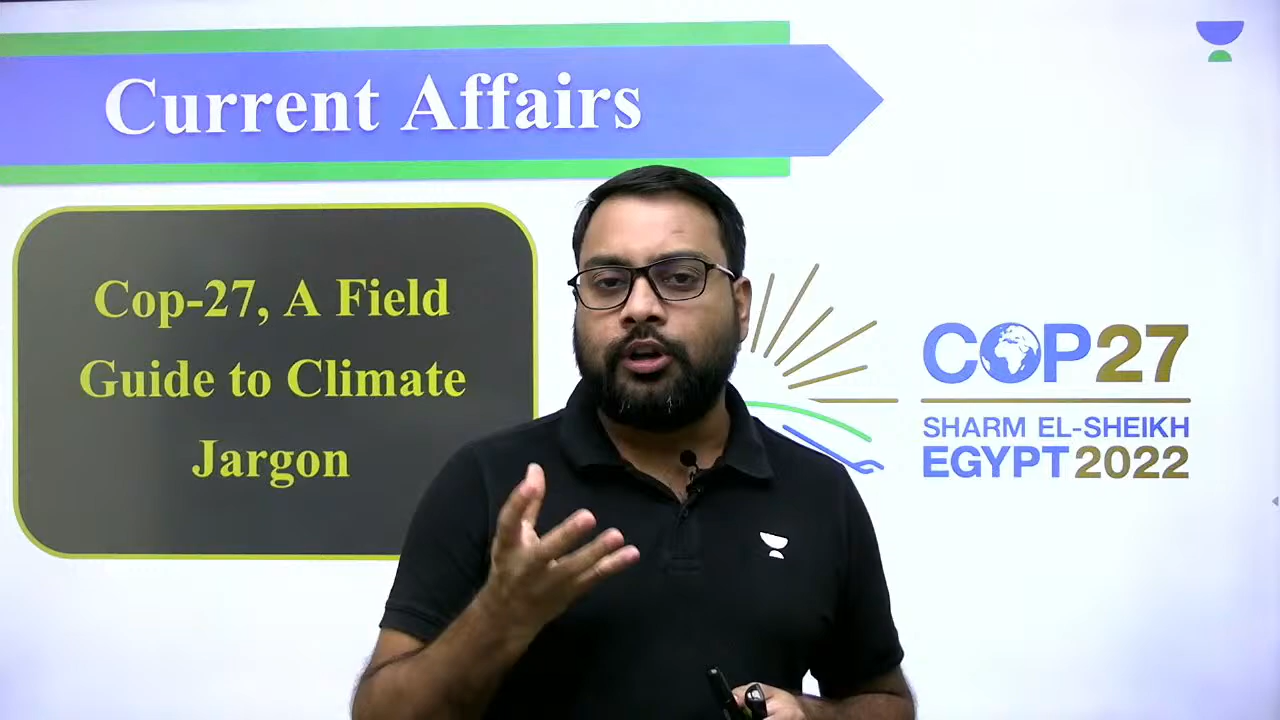 Current Affairs
Cop-27, A Field
Guide to Climate
Jargon
COP27
SHARM EL-SHEIKH
EGYPT 2022